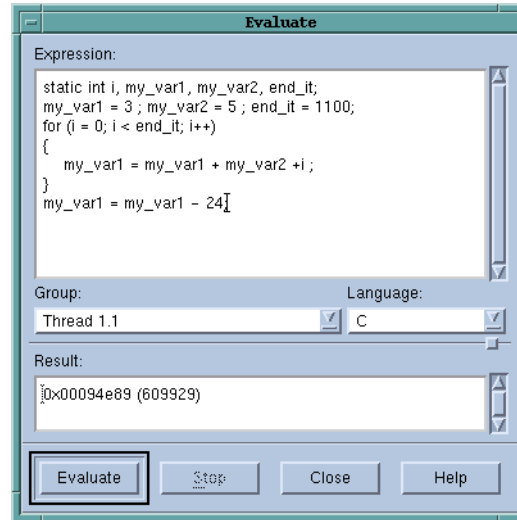 Evaluate
Expression:
static int i, my_var1, my_var2, end_it;
my_var1 = 3 ; my_var2 = 5 ; end_it = 1100;
for (i = 0; i < end_it; i++)
{
my_var1 = my_var1 + my_var2 +i ;
}
my_var1 = my_var1 - 24;
Group:
Language:
Thread 1.1
C
Result:
0x00094e89 (609929)
Evaluate
Stop
Close
Help